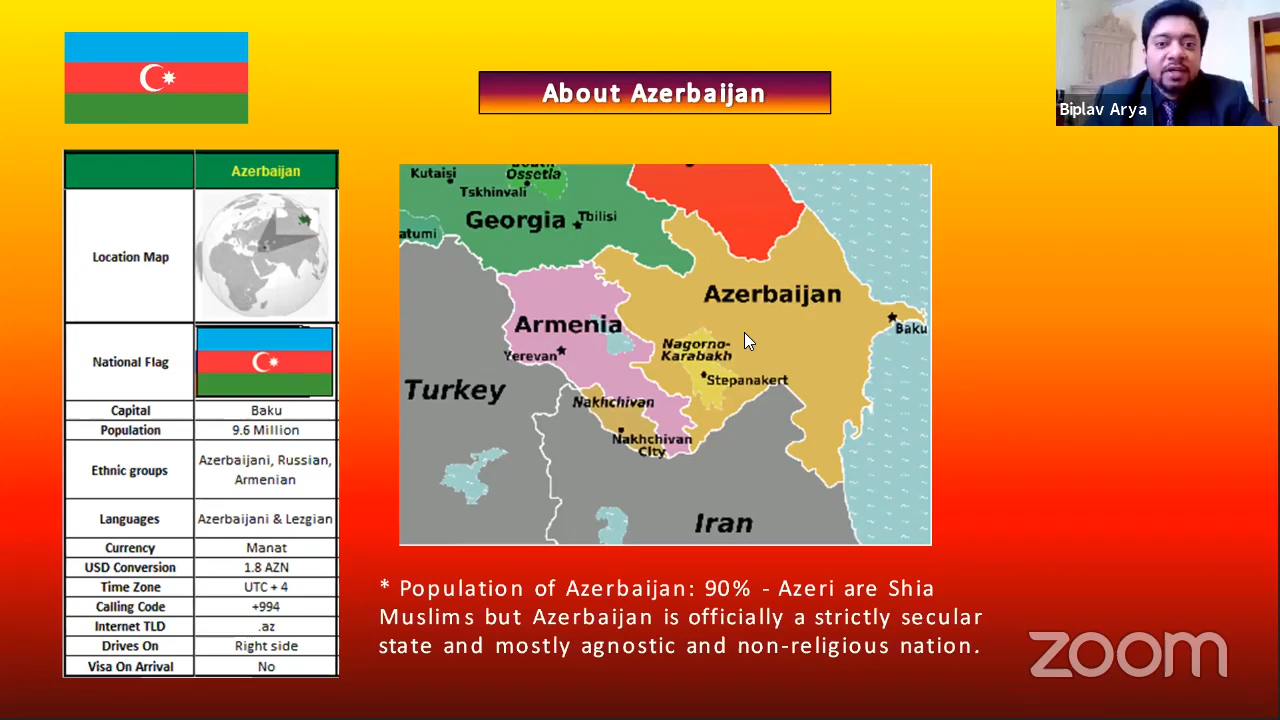 About Azerbaijan
Biplav Arya
Azerbaijan
Location Map
National Flag
Capital Baku
Population 9.6 Million
Ethnic groups Azerbaijani, Russian,
Armenian
Languages Azerbaijani & Lezgian
Currency Manat
USD Conversion 1.8 AZN
Time Zone UTC + 4
Calling Code +994
Internet TLD .az
Drives On Right side
Visa On Arrival No
South
Kutaisi
Ossetia
Tskhinvali
Georgia
Tbilisi
atumi
Azerbaijan
Armenia
Baku
Nagorno-
Karabakh
Yerevan
Stepanakert
Turkey
Nakhchivan
Nakhchivan
City
Iran
* Population of Azerbaijan: 90% - Azeri are Shia
Muslims but Azerbaijan is officially a strictly secular
state and mostly agnostic and non-religious nation.
zoom